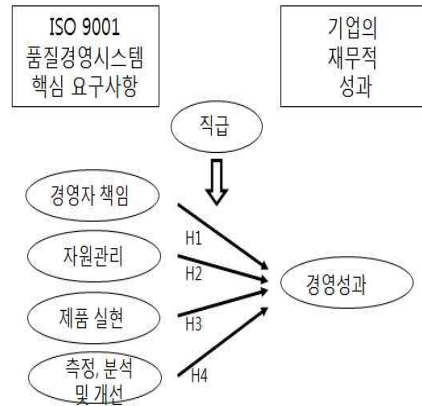 ISO 9001
품질경영시스템
핵심 요구사항
기업의
재무적
성과
직급
경영자 책임
H1
자원관리
H2
경영성과
제품 실현
H3
측정, 분석
및 개선
H4